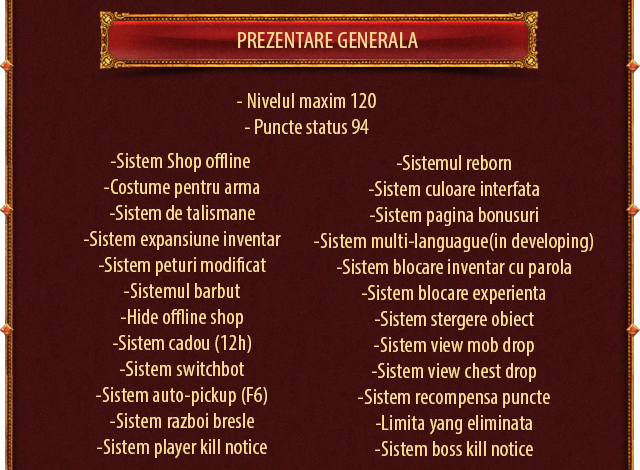 PREZENTARE GENERALA
- Nivelul maxim 120
- Puncte status 94
-Sistem Shop offline
-Costume pentru arma
-Sistem de talismane
-Sistem expansiune inventar
-Sistem peturi modificat
-Sistemul barbut
-Hide offline shop
-Sistem cadou (12h)
-Sistem switchbot
-Sistem auto-pickup (F6)
-Sistem razboi bresle
-Sistem player kill notice
-Sistemul reborn
-Sistem culoare interfata
-Sistem pagina bonusuri
-Sistem multi-languague(in developing)
-Sistem blocare inventar cu parola
-Sistem blocare experienta
-Sistem stergere obiect
-Sistem view mob drop
-Sistem view chest drop
-Sistem recompensa puncte
-Limita yang eliminata
-Sistem boss kill notice